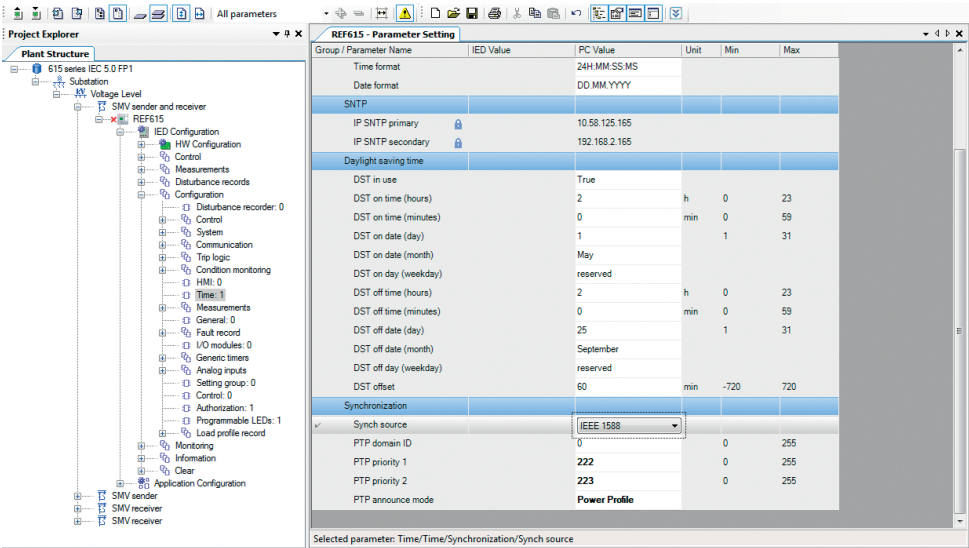 All parameters
Project Explorer
Plant Structure
615 series IEC 5.0 FP1
Substation
Voltage Level
SMV sender and receiver
REF615
IED Configuration
HW Configuration
Control
Measurements
Disturbance records
Configuration
Disturbance recorder: 0
Control
System
Communication
Trip logic
Condition monitoring
HMI: 0
Time: 1
Measurements
General: 0
Fault record
I/O modules: 0
Generic timers
Analog inputs
Setting group: 0
Control: 0
Authorization: 1
Programmable LEDs: 1
Load profile record
Monitoring
Information
Clear
Application Configuration
SMV sender
SMV receiver
SMV receiver
REF615 - Parameter Setting
Group / Parameter Name IED Value PC Value Unit Min Max
Time format 24H:MM:SS:MS
Date format DD.MM.YYYY
SNTP
IP SNTP primary 10.58.125.165
IP SNTP secondary 192.168.2.165
Daylight saving time
DST in use True
DST on time (hours) 2 h 0 23
DST on time (minutes) 0 min 0 59
DST on date (day) 1 1 31
DST on date (month) May
DST on day (weekday) reserved
DST off time (hours) 2 h 0 23
DST off time (minutes) 0 min 0 59
DST off date (day) 25 1 31
DST off date (month) September
DST off day (weekday) reserved
DST offset 60 min -720 720
Synchronization
Synch source IEEE 1588
PTP domain ID 0 0 255
PTP priority 1 222 0 255
PTP priority 2 223 0 255
PTP announce mode Power Profile
Selected parameter: Time/Time/Synchronization/Synch source